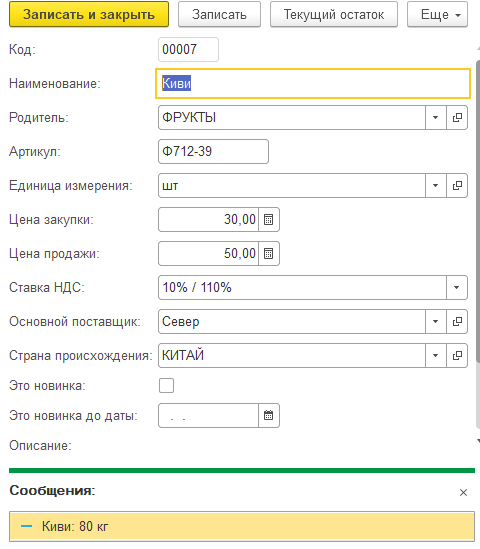 Записать и закрыть Записать Текущий остаток Еще
Код: 00007
Наименование: Киви
Родитель: ФРУКТЫ
Артикул: Ф712-39
Единица измерения: шт
Цена закупки: 30,00
Цена продажи: 50,00
Ставка НДС: 10% / 110%
Основной поставщик: Север
Страна происхождения: КИТАЙ
Это новинка:
Это новинка до даты: . .
Описание:
Сообщения:
Киви: 80 кг